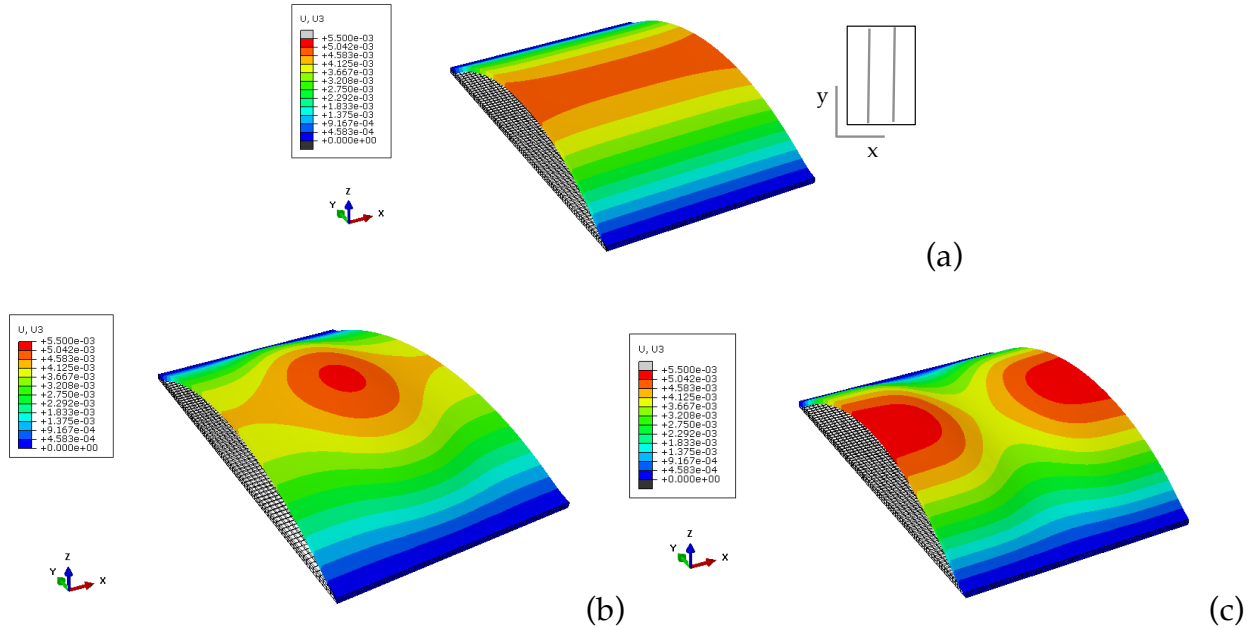 U, U3
+5.500e-03
+5.042e-03
+4.583e-03
+4.125e-03
+3.667e-03
+3.208e-03
+2.750e-03
+2.292e-03
+1.833e-03
+1.375e-03
+9.167e-04
+4.583e-04
+0.000e+00
y
x
Z
Y
X
(a)
U, U3
+5.500e-03
+5.042e-03
+4.583e-03
+4.125e-03
+3.667e-03
+3.208e-03
+2.750e-03
+2.292e-03
+1.833e-03
+1.375e-03
+9.167e-04
+4.583e-04
+0.000e+00
Z
Y
X
(b)
U, U3
+5.500e-03
+5.042e-03
+4.583e-03
+4.125e-03
+3.667e-03
+3.208e-03
+2.750e-03
+2.292e-03
+1.833e-03
+1.375e-03
+9.167e-04
+4.583e-04
+0.000e+00
Z
Y
X
(c)